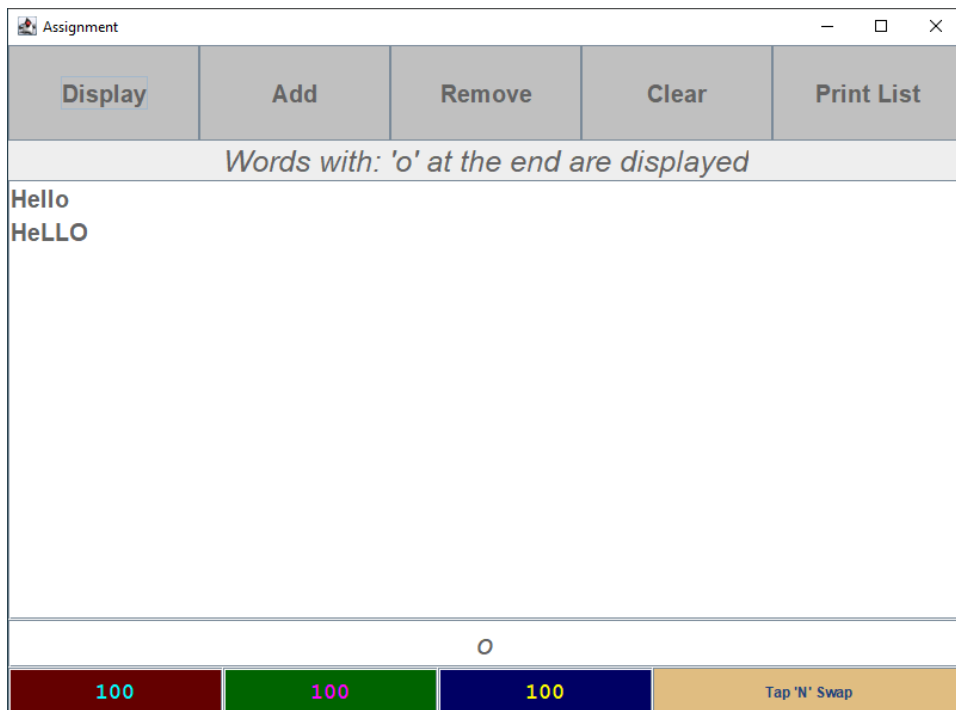 Assignment
Display Add Remove Clear Print List
Words with: 'o' at the end are displayed
Hello
HeLLO
o
100 100 100 Tap 'N' Swap